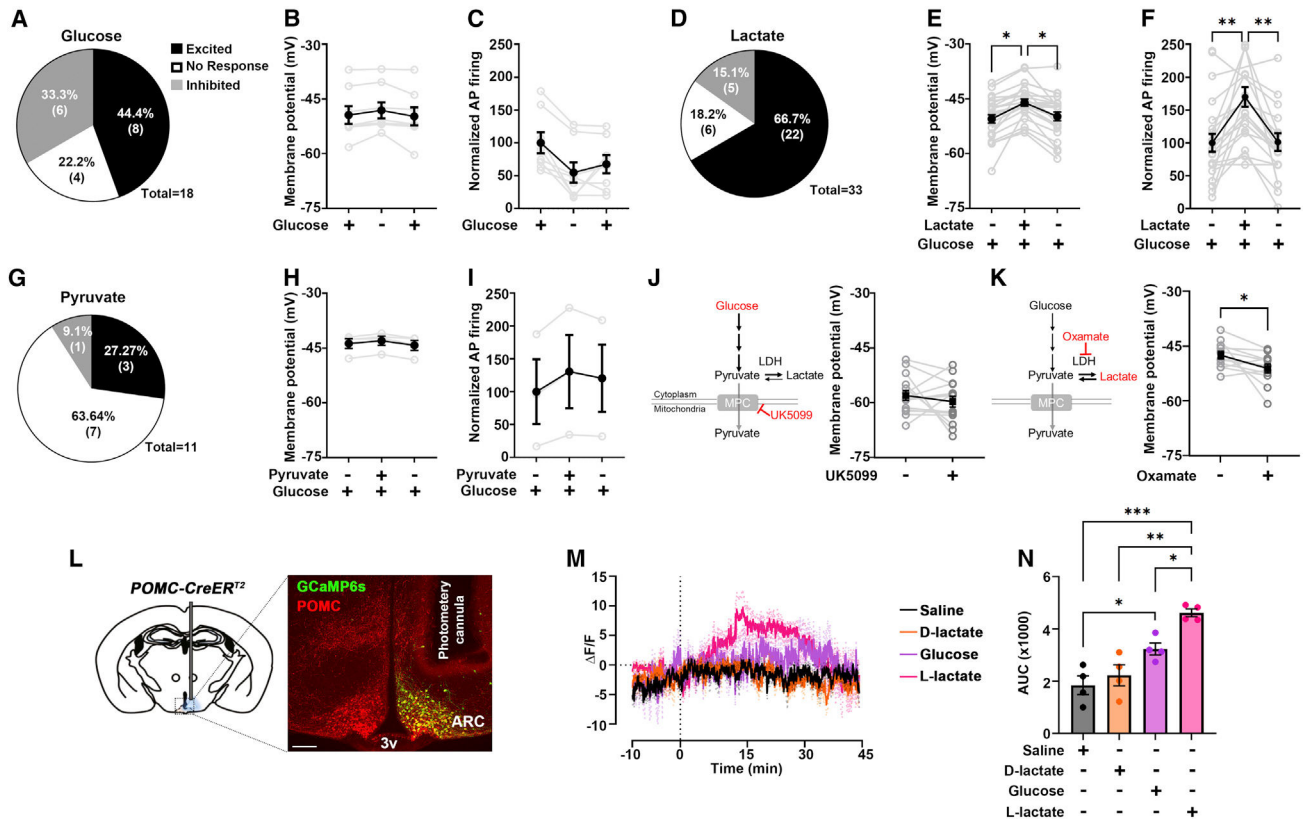 A
Glucose
Excited
No Response
Inhibited
33.3%
(6)
44.4%
(8)
22.2%
(4)
Total=18
B
Membrane potential (mV)
-30
-45
-60
-75
Glucose + - +
C
Normalized AP firing
250
200
150
100
50
0
Glucose + - +
D
Lactate
15.1%
(5)
18.2%
(6)
66.7%
(22)
Total=33
E
* *
Membrane potential (mV)
-30
-45
-60
-75
Lactate - + -
Glucose + + +
F
** **
Normalized AP firing
250
200
150
100
50
0
Lactate - + -
Glucose + + +
G
Pyruvate
9.1%
(1)
27.27%
(3)
63.64%
(7)
Total=11
H
Membrane potential (mV)
-30
-45
-60
-75
Pyruvate - + -
Glucose + + +
I
Normalized AP firing
250
200
150
100
50
0
Pyruvate - + -
Glucose + + +
J
Glucose
LDH
Pyruvate Lactate
Cytoplasm
Mitochondria
MPC
UK5099
Pyruvate
Membrane potential (mV)
-30
-45
-60
-75
UK5099 - +
K
Glucose
Oxamate
LDH
Pyruvate Lactate
MPC
Pyruvate
*
Membrane potential (mV)
-30
-45
-60
-75
Oxamate - +
L
POMC-CreERT2
GCaMP6s
POMC
Photometery
cannula
ARC
3v
M
ΔF/F
15
10
5
0
-5
-10
-10 0 15 30 45
Time (min)
Saline
D-lactate
Glucose
L-lactate
N
***
**
*
*
AUC (x1000)
6
4
2
0
Saline + - - -
D-lactate - + - -
Glucose - - + -
L-lactate - - - +